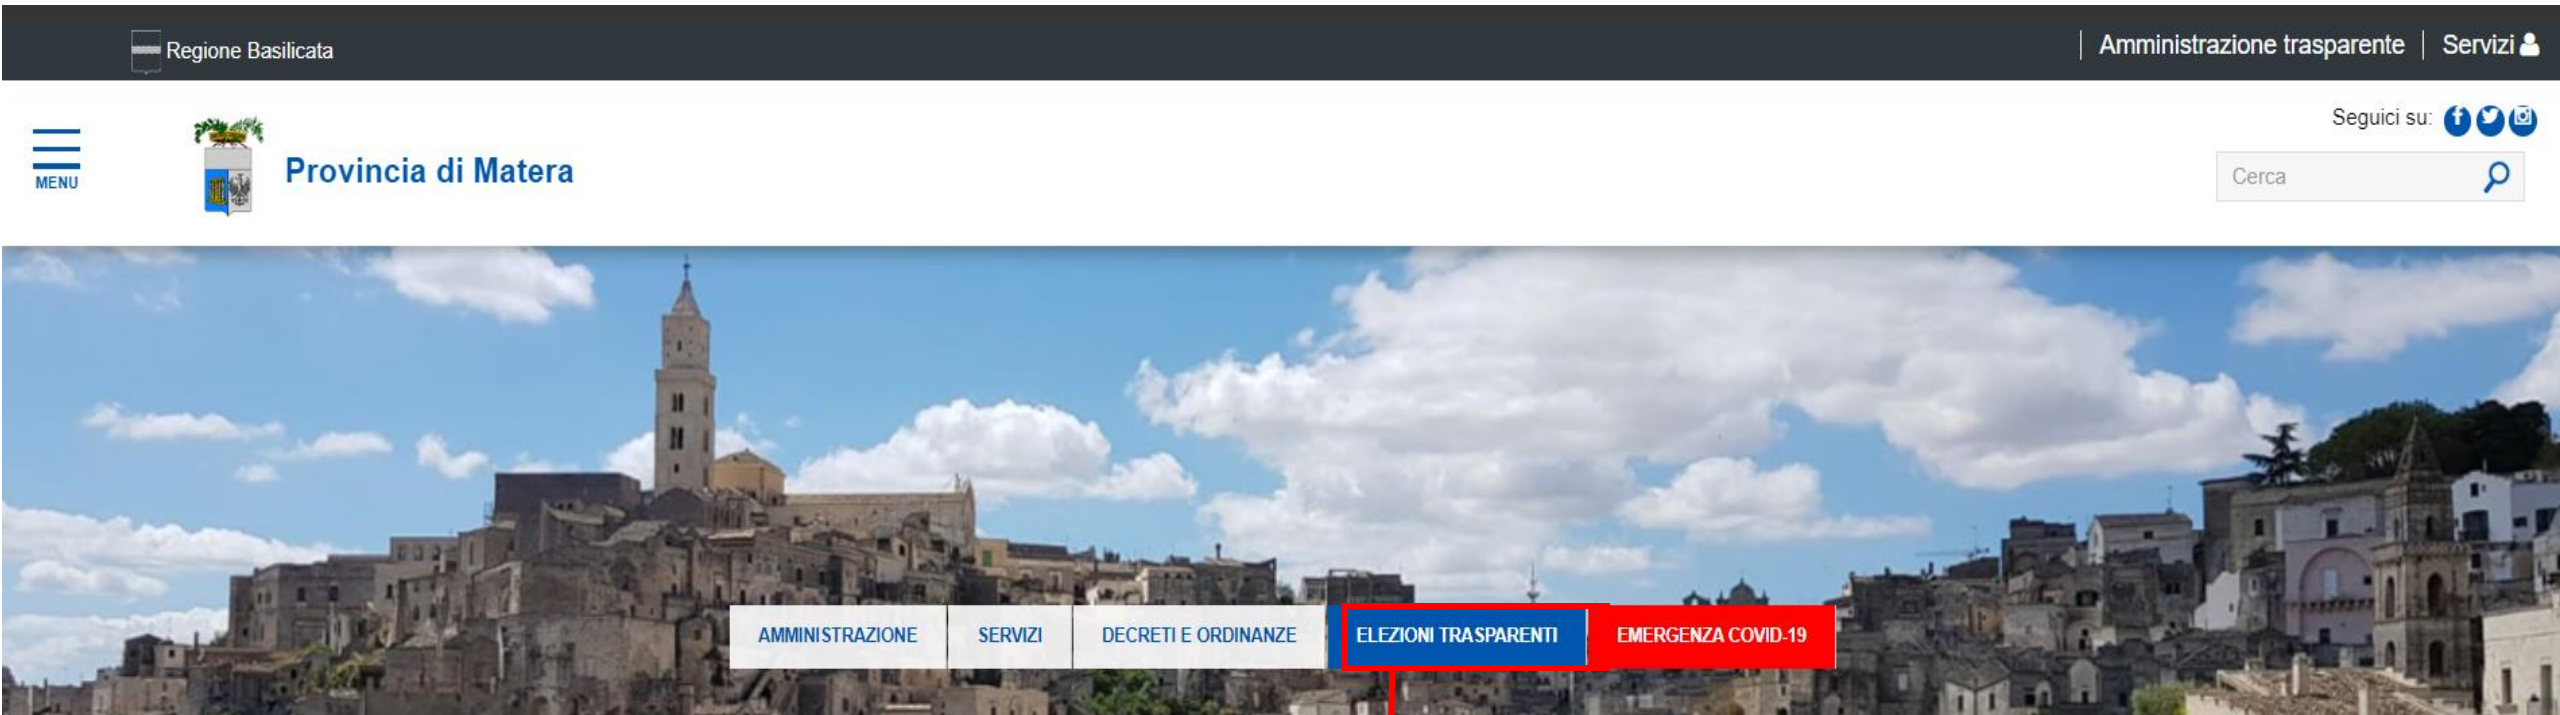 Regione Basilicata
Amministrazione trasparente
Servizi
MENU
Provincia di Matera
Seguici su:
Cerca
AMMINISTRAZIONE
SERVIZI
DECRETI E ORDINANZE
ELEZIONI TRASPARENTI
EMERGENZA COVID-19